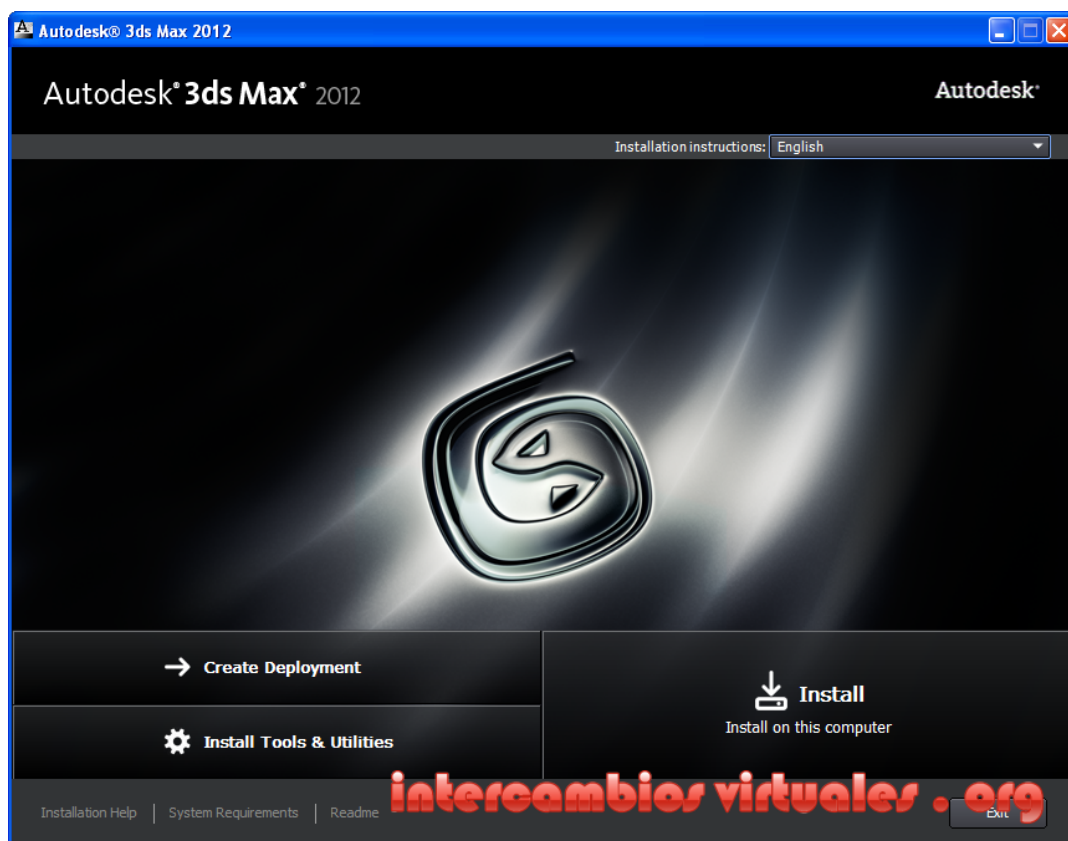 Autodesk® 3ds Max 2012
Autodesk® 3ds Max® 2012
Autodesk®
Installation instructions: English
Create Deployment
Install
Install on this computer
Install Tools & Utilities
Installation Help | System Requirements | Readme
intercambios virtuales . org
Exit